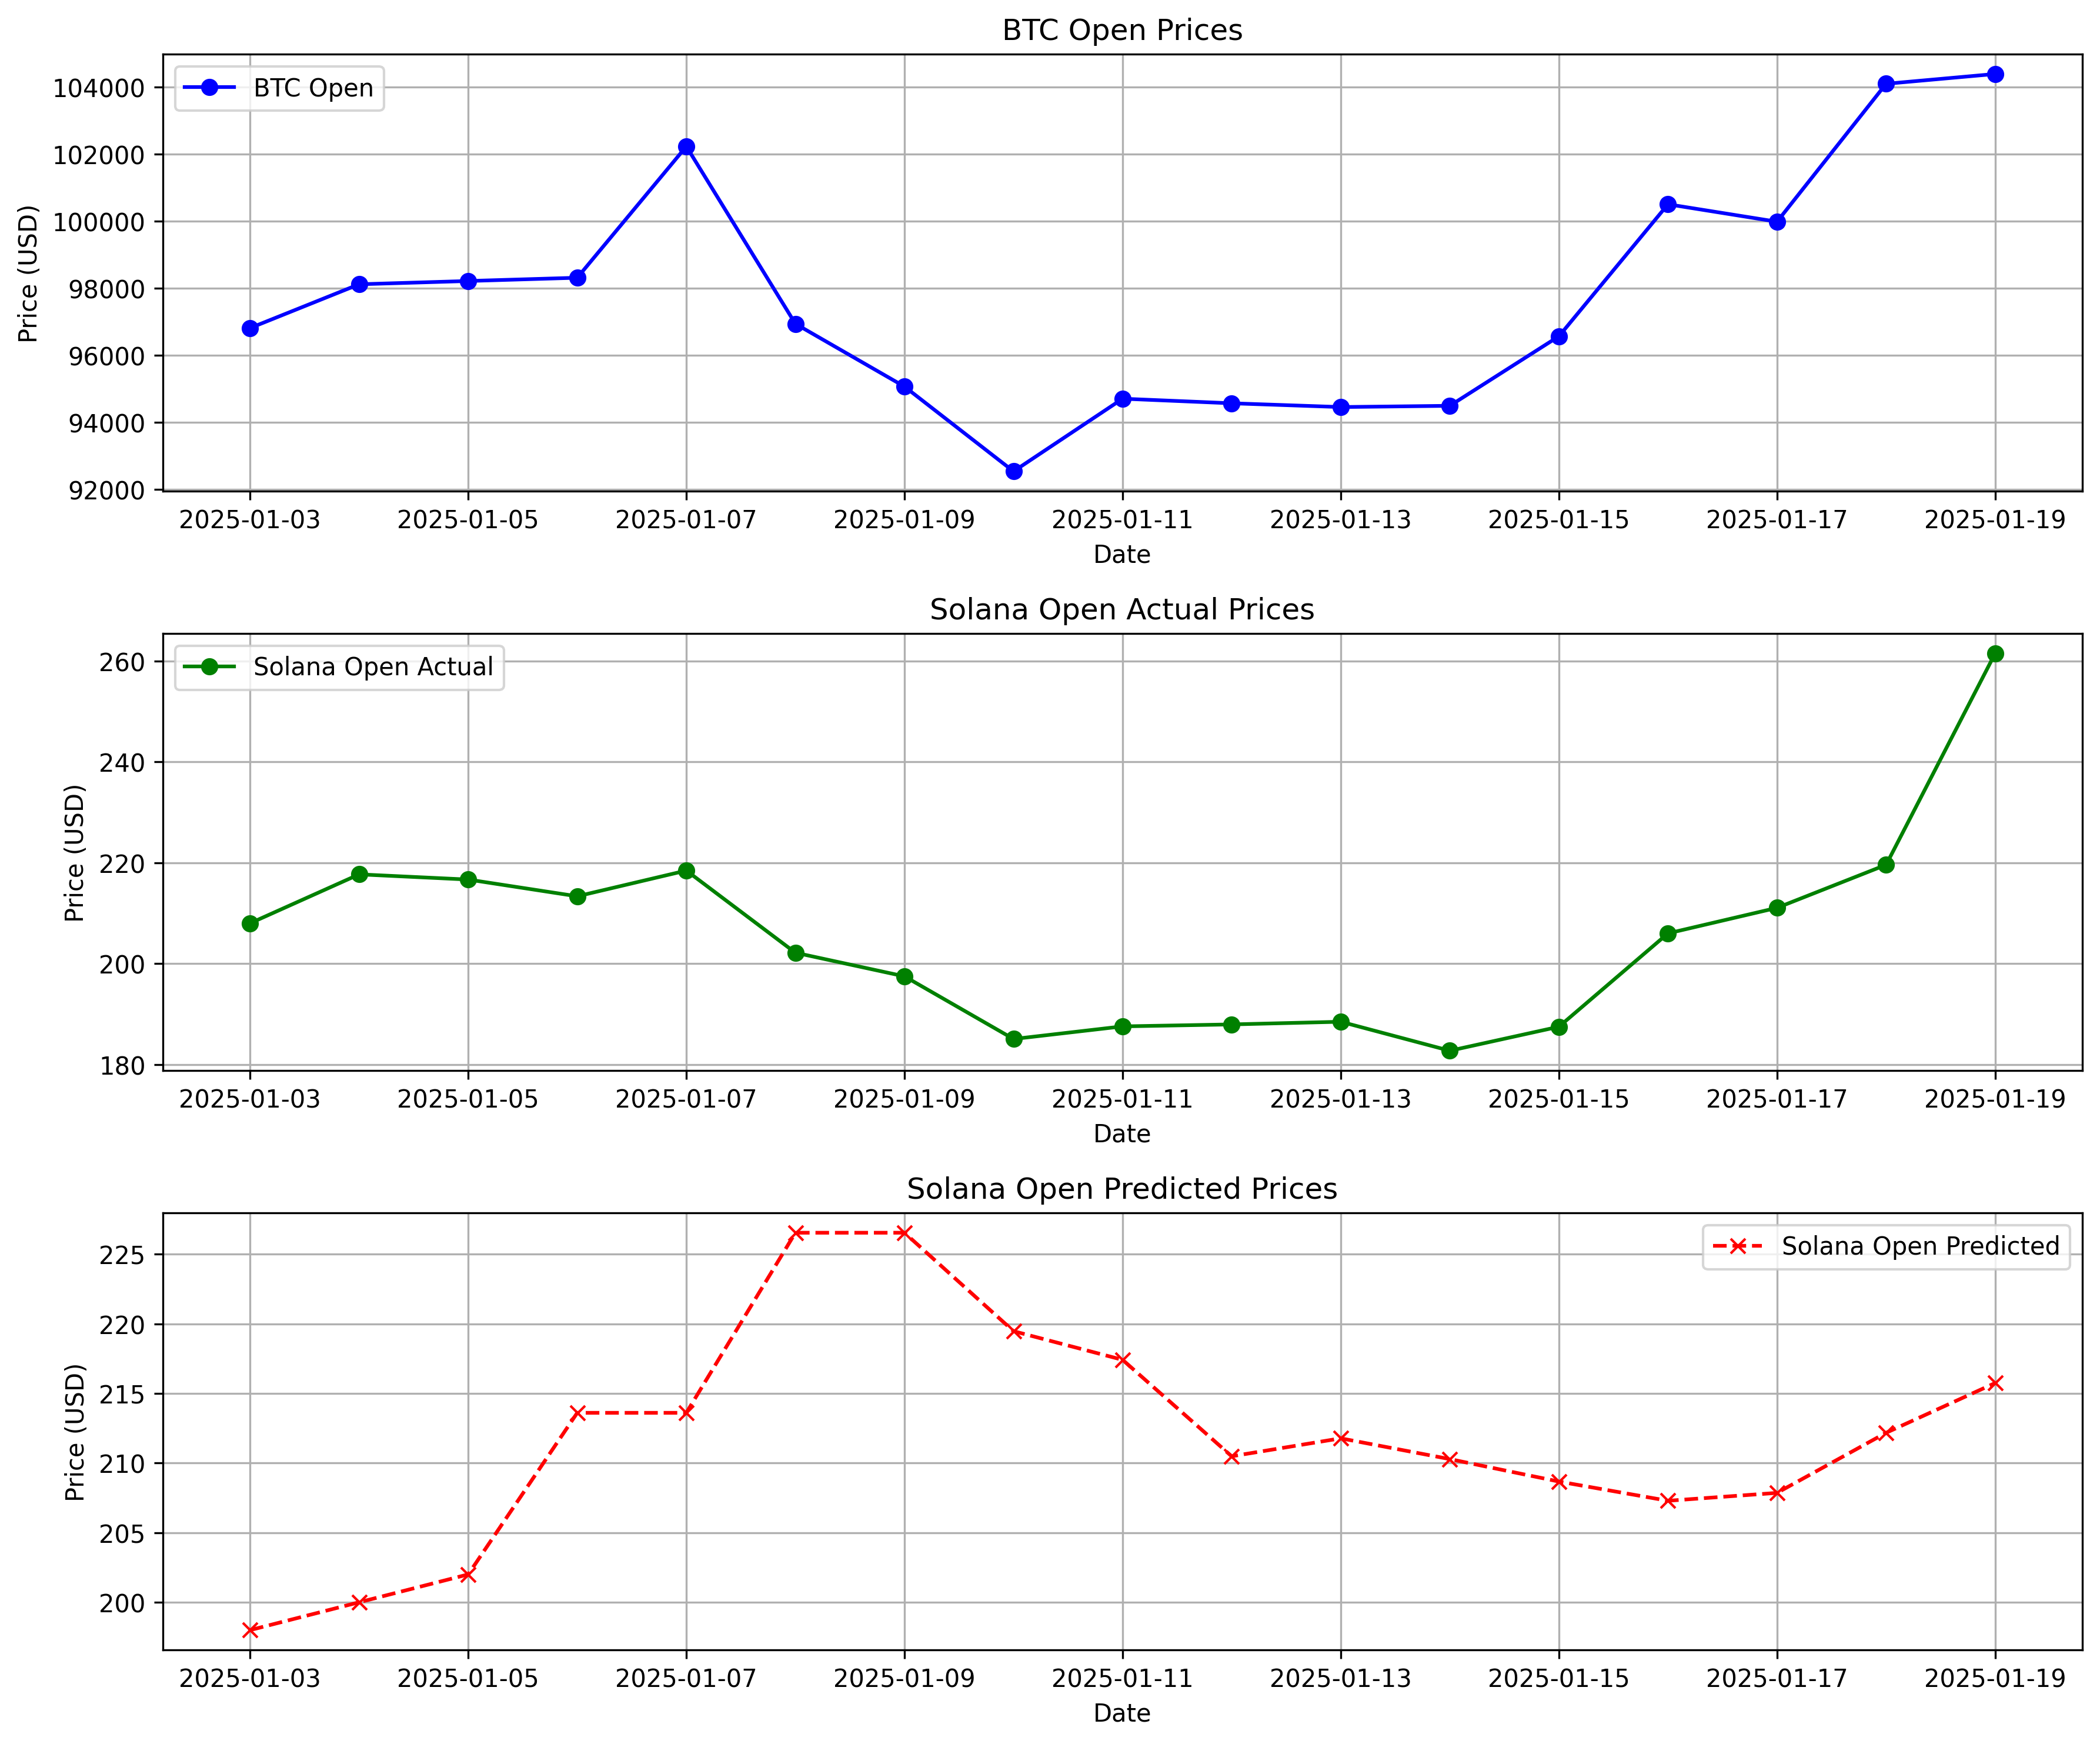 BTC Open Prices
BTC Open
104000
102000
100000
98000
96000
94000
92000
Price (USD)
2025-01-03 2025-01-05 2025-01-07 2025-01-09 2025-01-11 2025-01-13 2025-01-15 2025-01-17 2025-01-19
Date
Solana Open Actual Prices
Solana Open Actual
260
240
220
200
180
Price (USD)
2025-01-03 2025-01-05 2025-01-07 2025-01-09 2025-01-11 2025-01-13 2025-01-15 2025-01-17 2025-01-19
Date
Solana Open Predicted Prices
Solana Open Predicted
225
220
215
210
205
200
Price (USD)
2025-01-03 2025-01-05 2025-01-07 2025-01-09 2025-01-11 2025-01-13 2025-01-15 2025-01-17 2025-01-19
Date